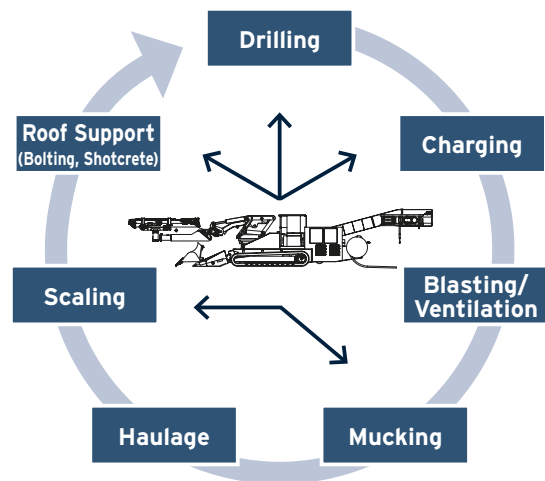 Drilling
Charging
Blasting/
Ventilation
Mucking
Haulage
Scaling
Roof Support
(Bolting, Shotcrete)